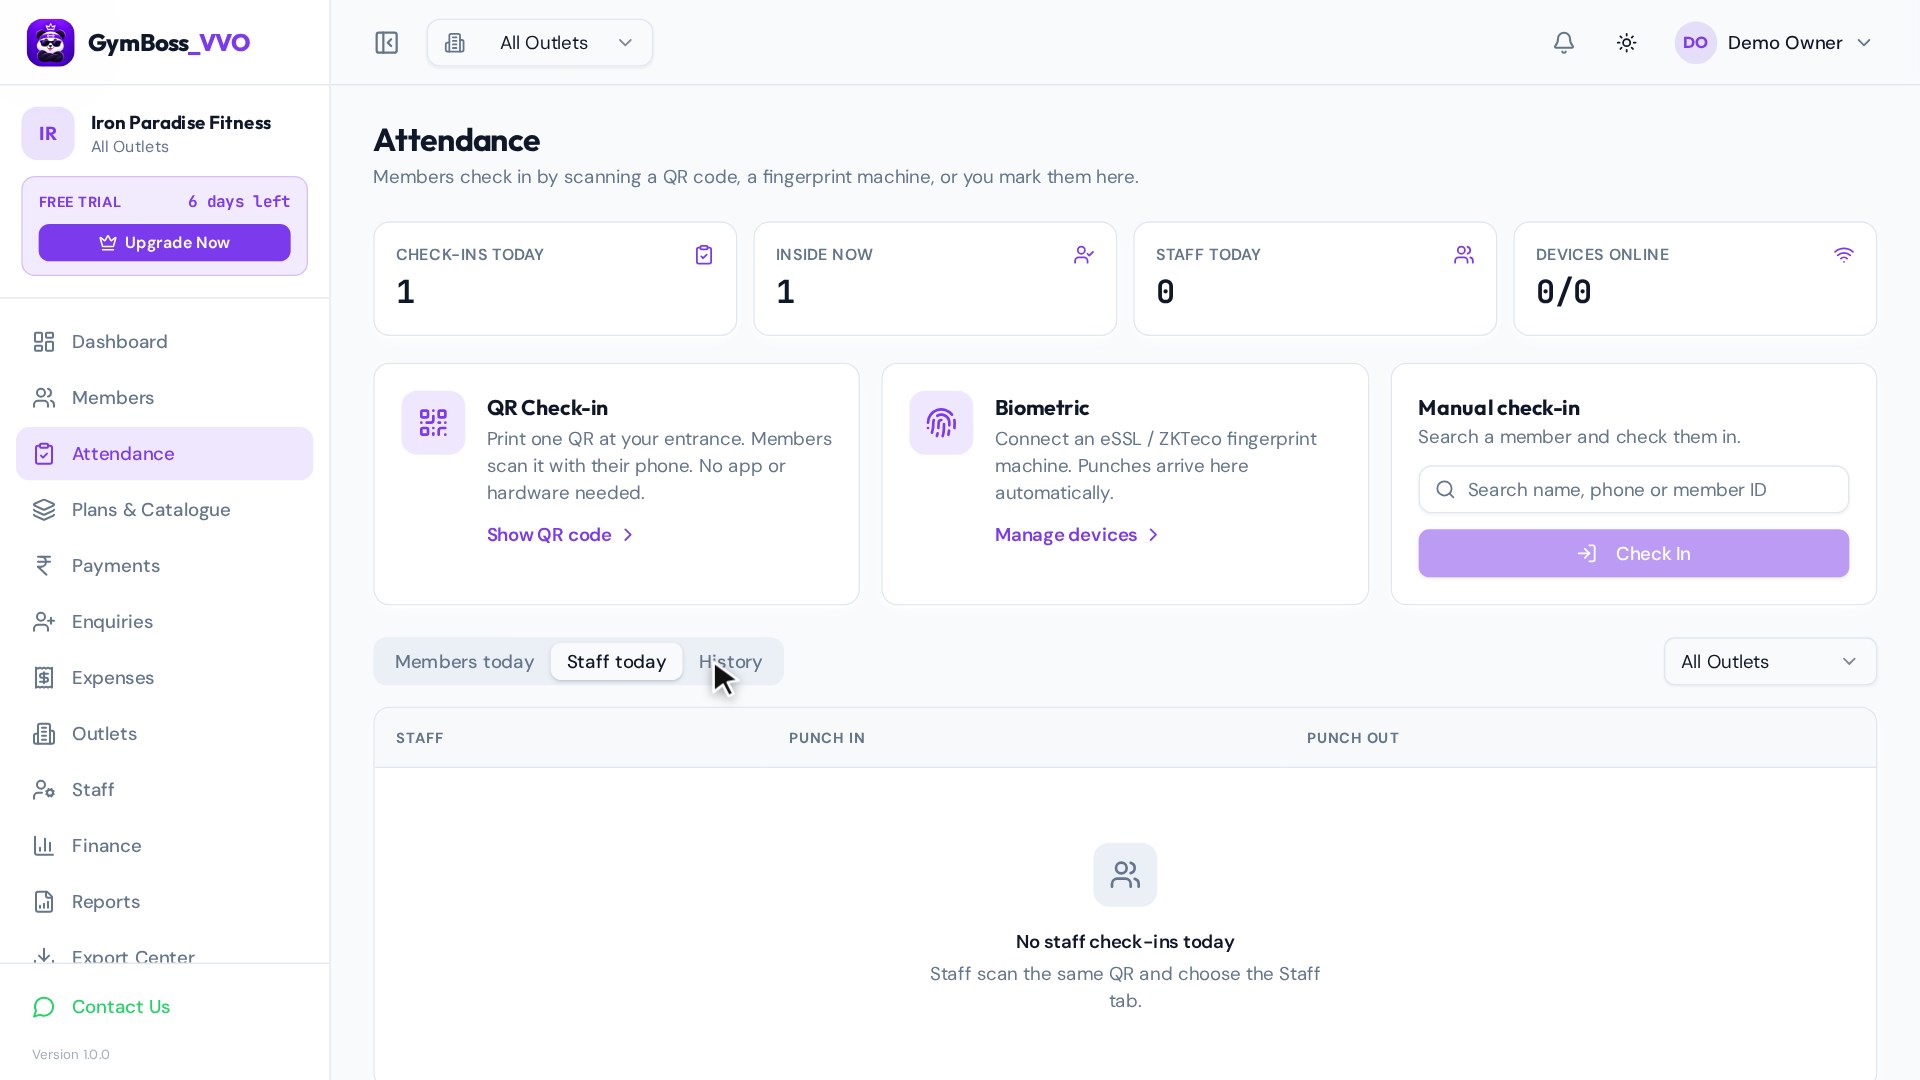 GymBoss_VVO
All Outlets
DO
Demo Owner
IR
Iron Paradise Fitness
All Outlets
FREE TRIAL
6 days left
Upgrade Now
Dashboard
Members
Attendance
Plans & Catalogue
Payments
Enquiries
Expenses
Outlets
Staff
Finance
Reports
Export Center
Contact Us
Version 1.0.0
Attendance
Members check in by scanning a QR code, a fingerprint machine, or you mark them here.
CHECK-INS TODAY
1
INSIDE NOW
1
STAFF TODAY
0
DEVICES ONLINE
0/0
QR Check-in
Print one QR at your entrance. Members
scan it with their phone. No app or
hardware needed.
Show QR code
Biometric
Connect an eSSL / ZKTeco fingerprint
machine. Punches arrive here
automatically.
Manage devices
Manual check-in
Search a member and check them in.
Search name, phone or member ID
Check In
Members today
Staff today
History
All Outlets
STAFF
PUNCH IN
PUNCH OUT
No staff check-ins today
Staff scan the same QR and choose the Staff
tab.